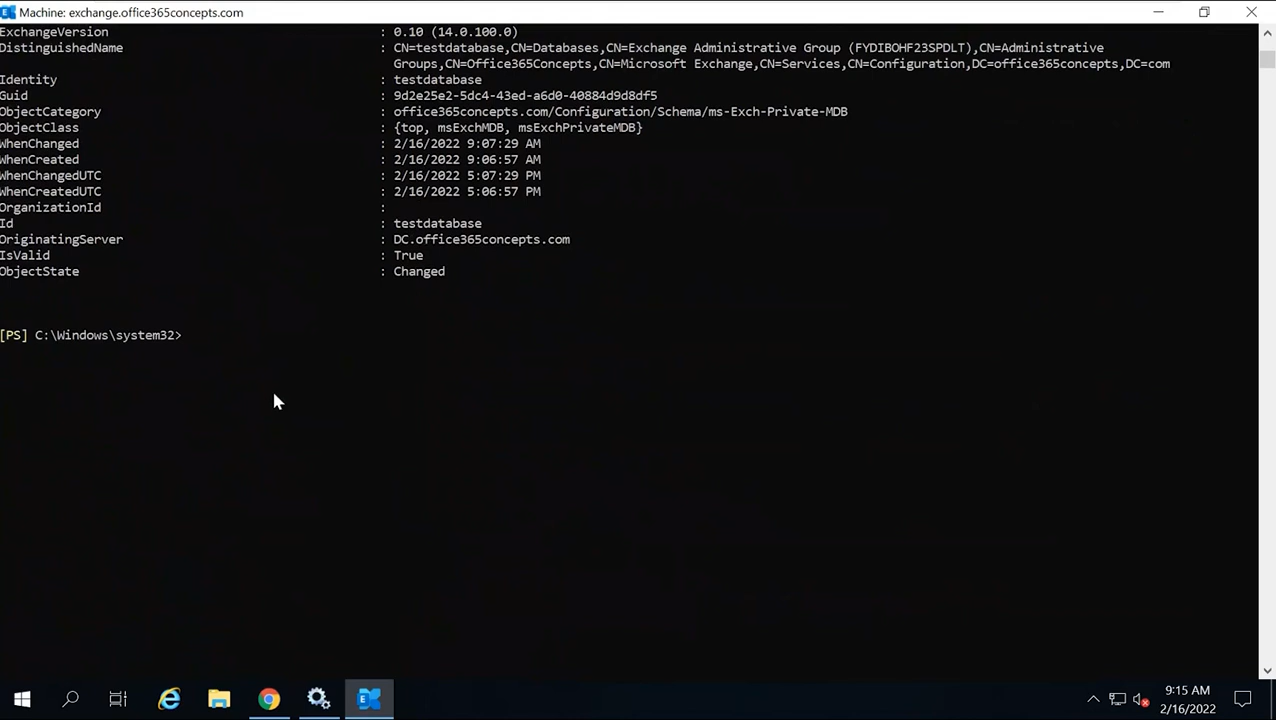 Machine: exchange.office365concepts.com
ExchangeVersion : 0.10 (14.0.100.0)
DistinguishedName : CN=testdatabase,CN=Databases,CN=Exchange Administrative Group (FYDIBOHF23SPDLT),CN=Administrative
Groups,CN=Office365Concepts,CN=Microsoft Exchange,CN=Services,CN=Configuration,DC=office365concepts,DC=com
Identity : testdatabase
Guid : 9d2e25e2-5dc4-43ed-a6d0-40884d9d8df5
ObjectCategory : office365concepts.com/Configuration/Schema/ms-Exch-Private-MDB
ObjectClass : {top, msExchMDB, msExchPrivateMDB}
WhenChanged : 2/16/2022 9:07:29 AM
WhenCreated : 2/16/2022 9:06:57 AM
WhenChangedUTC : 2/16/2022 5:07:29 PM
WhenCreatedUTC : 2/16/2022 5:06:57 PM
OrganizationId :
Id : testdatabase
OriginatingServer : DC.office365concepts.com
IsValid : True
ObjectState : Changed
[PS] C:\Windows\system32>
9:15 AM
2/16/2022